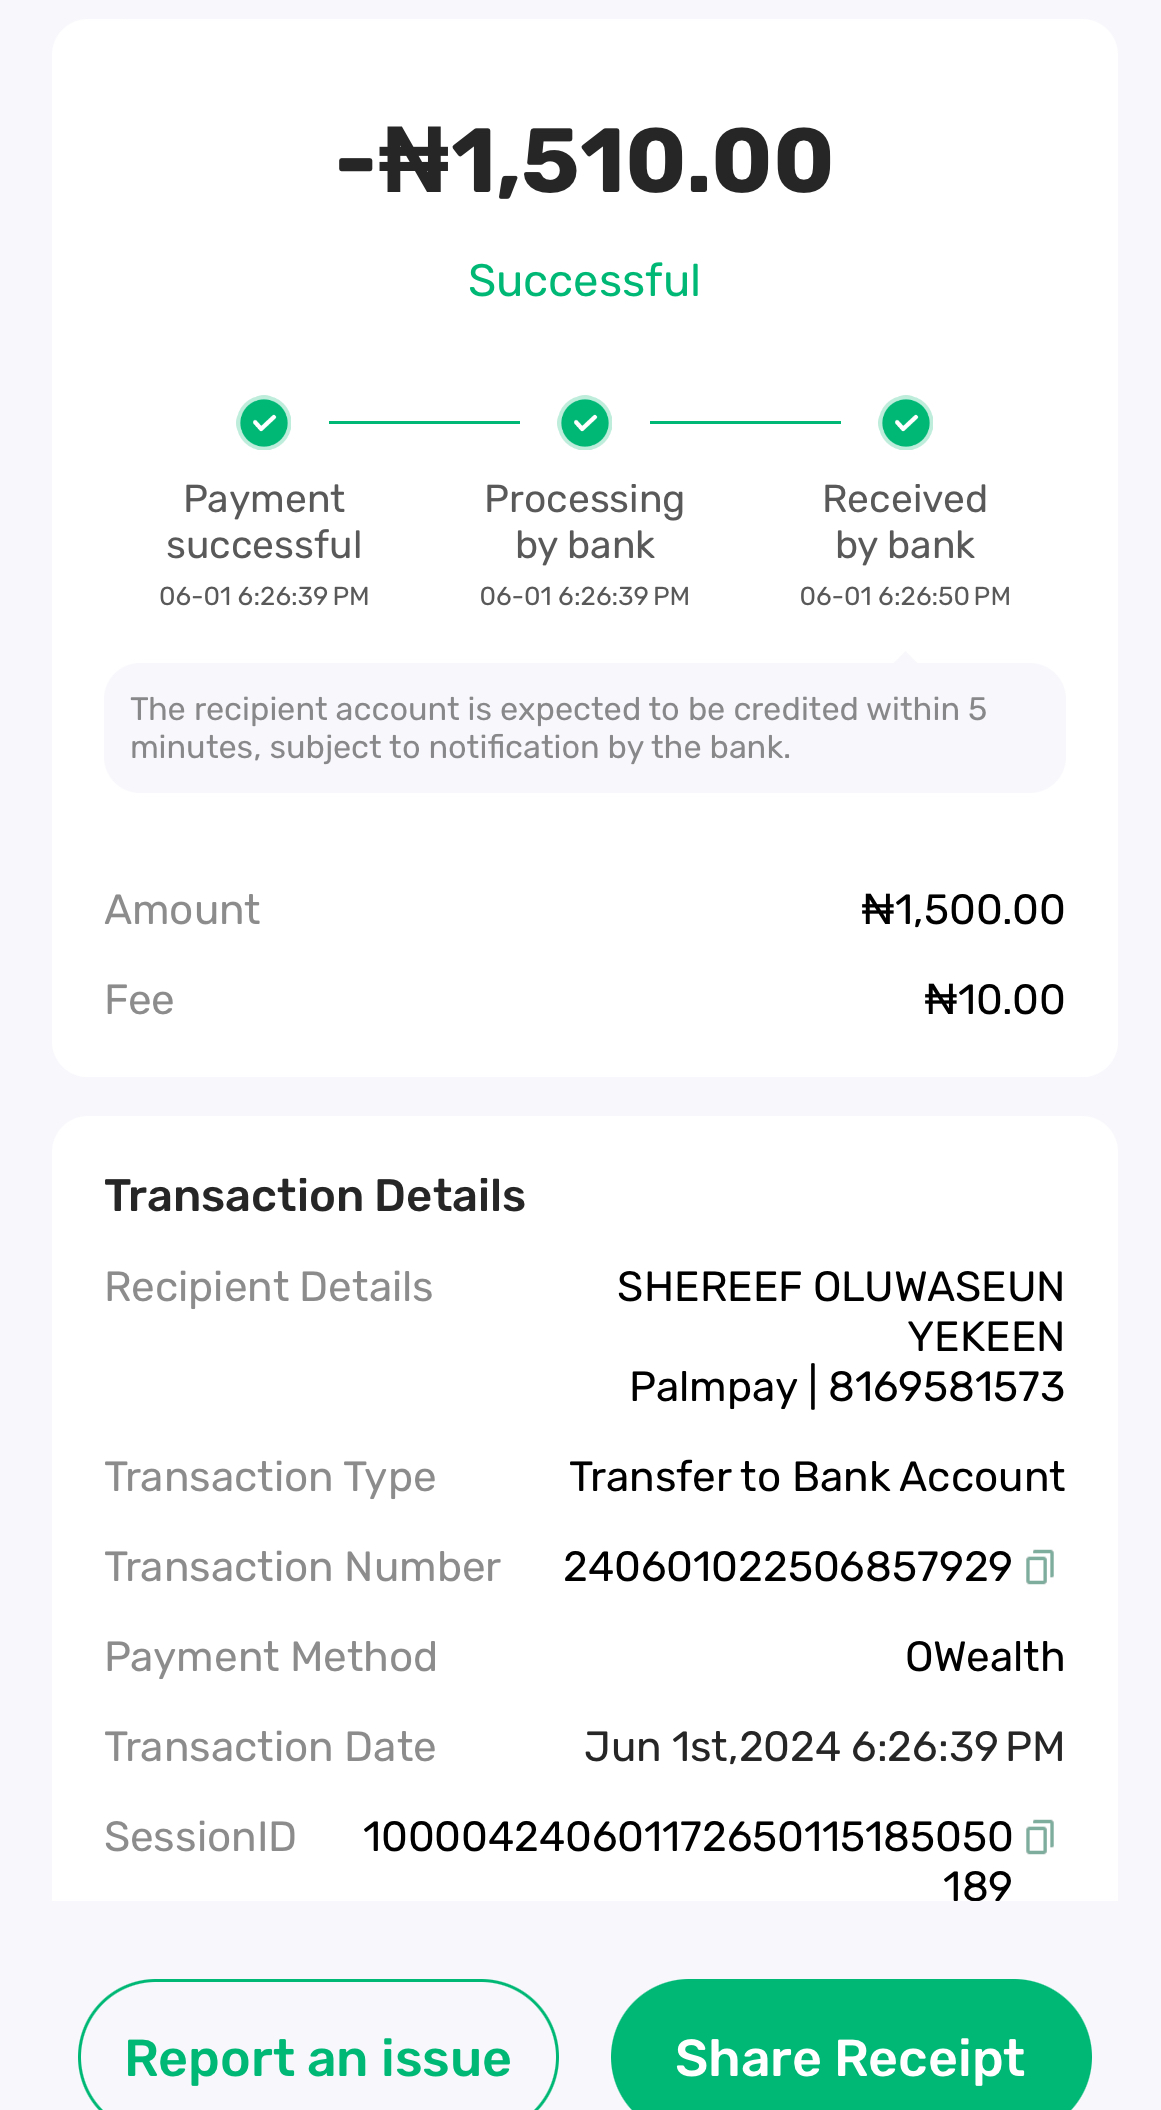 -₦1,510.00
Successful
Payment
successful
06-01 6:26:39 PM
Processing
by bank
06-01 6:26:39 PM
Received
by bank
06-01 6:26:50 PM
The recipient account is expected to be credited within 5
minutes, subject to notification by the bank.
Amount ₦1,500.00
Fee ₦10.00
Transaction Details
Recipient Details SHEREEF OLUWASEUN
YEKEEN
Palmpay | 8169581573
Transaction Type Transfer to Bank Account
Transaction Number 240601022506857929
Payment Method OWealth
Transaction Date Jun 1st,2024 6:26:39 PM
SessionID 100004240601172650115185050
189
Report an issue Share Receipt